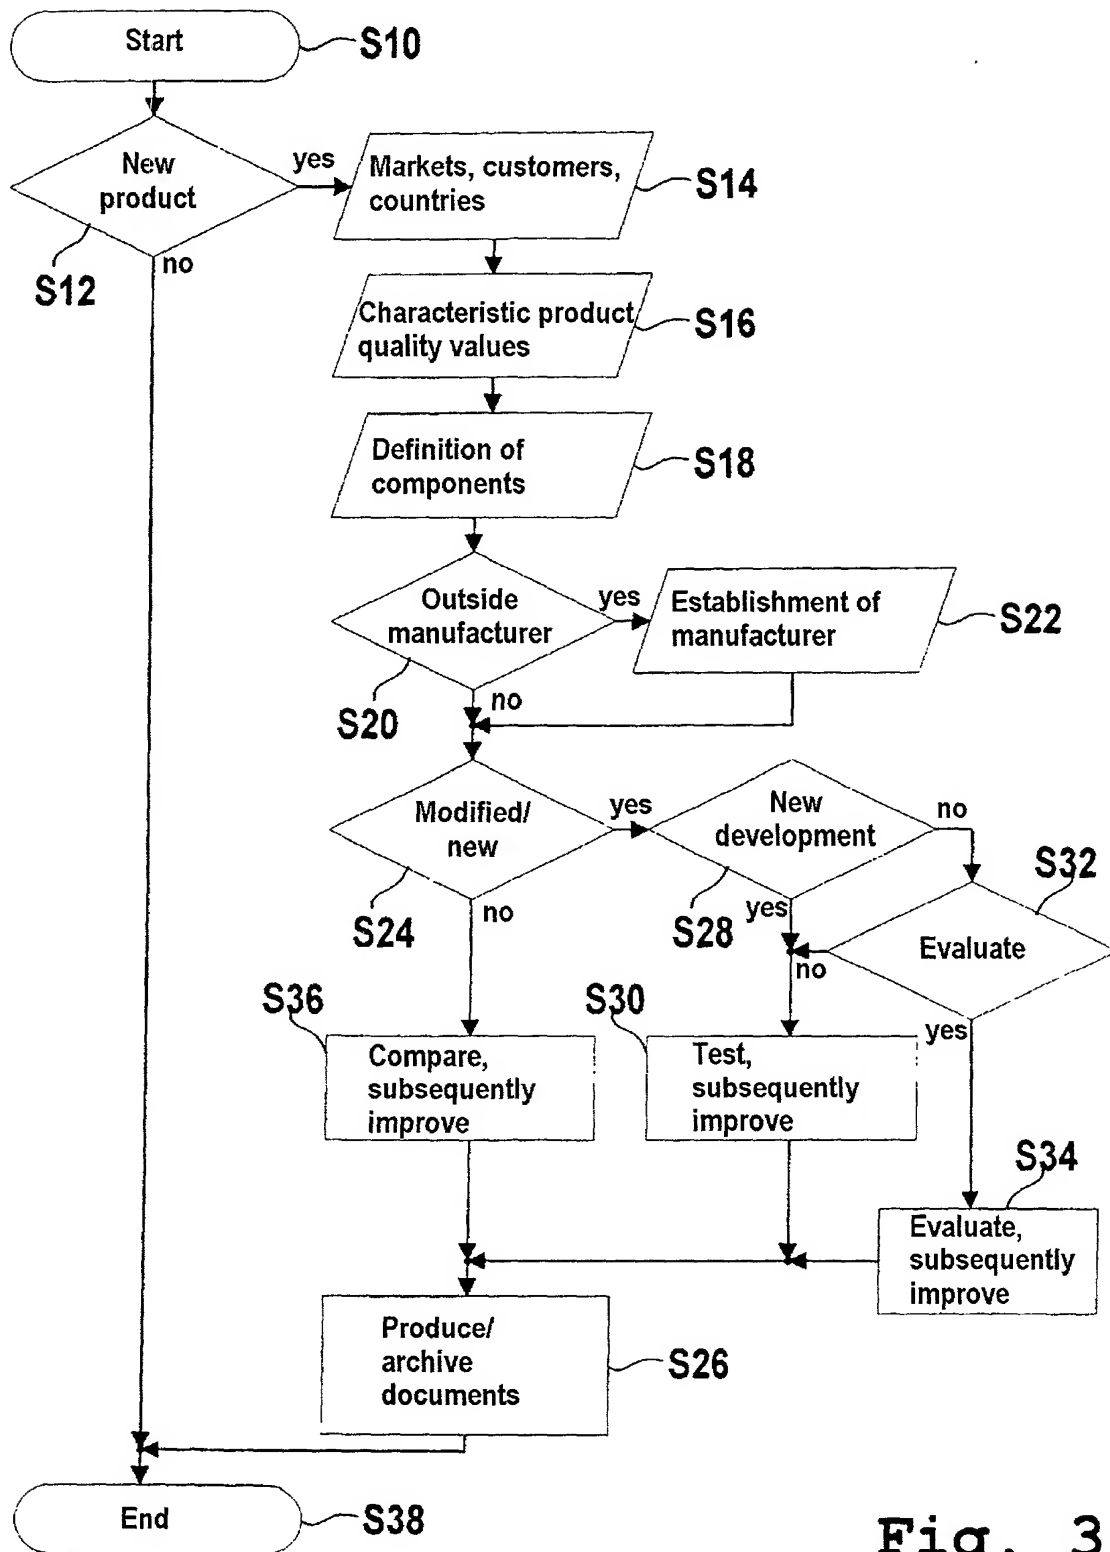 Start
S10
New
product
yes
no
S12
Markets, customers,
countries
S14
Characteristic product
quality values
S16
Definition of
components
S18
Outside
manufacturer
yes
no
S20
Establishment of
manufacturer
S22
Modified/
new
yes
no
S24
New
development
no
yes
S28
S32
Evaluate
no
yes
S36
Compare,
subsequently
improve
S30
Test,
subsequently
improve
S34
Evaluate,
subsequently
improve
Produce/
archive
documents
S26
End
S38
Fig. 3